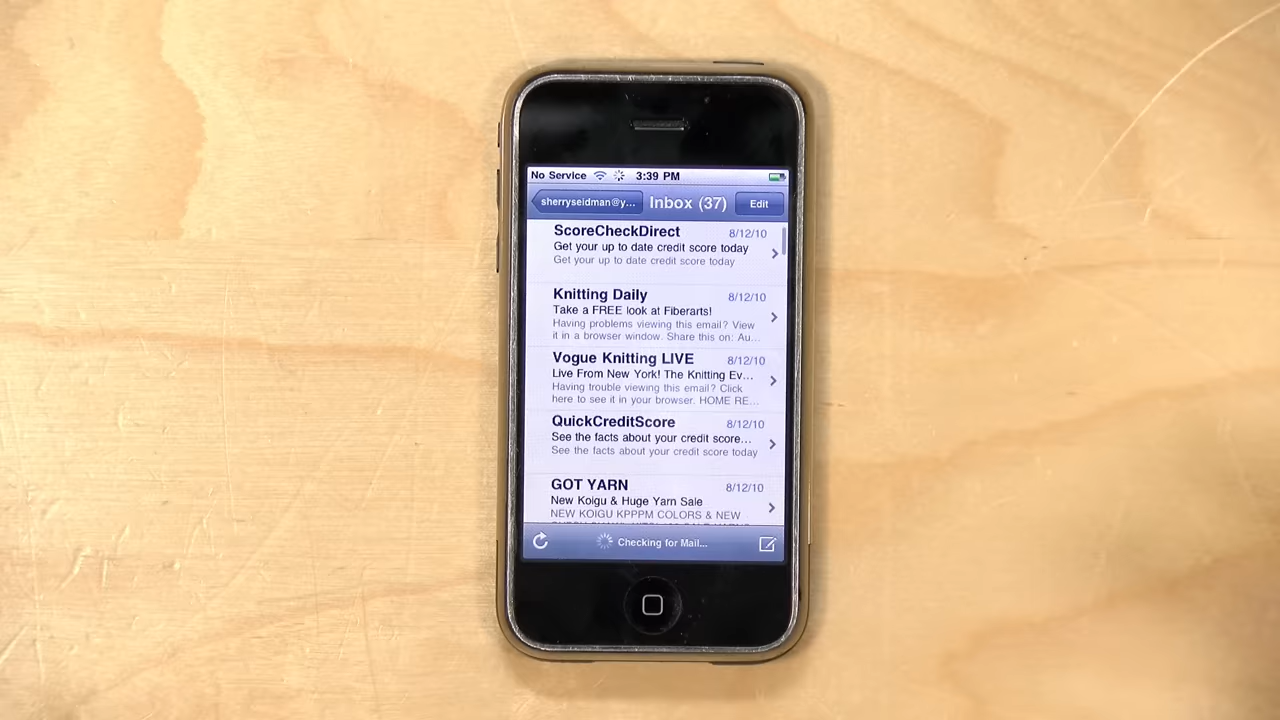 No Service 3:39 PM
sherryseidman@y... Inbox (37) Edit
ScoreCheckDirect 8/12/10
Get your up to date credit score today
Get your up to date credit score today
Knitting Daily 8/12/10
Take a FREE look at Fiberarts!
Having problems viewing this email? View
it in a browser window. Share this on: Au...
Vogue Knitting LIVE 8/12/10
Live From New York! The Knitting Ev...
Having trouble viewing this email? Click
here to see it in your browser. HOME RE...
QuickCreditScore 8/12/10
See the facts about your credit score...
See the facts about your credit score today
GOT YARN 8/12/10
New Koigu & Huge Yarn Sale
NEW KOIGU KPPPM COLORS & NEW
Checking for Mail...